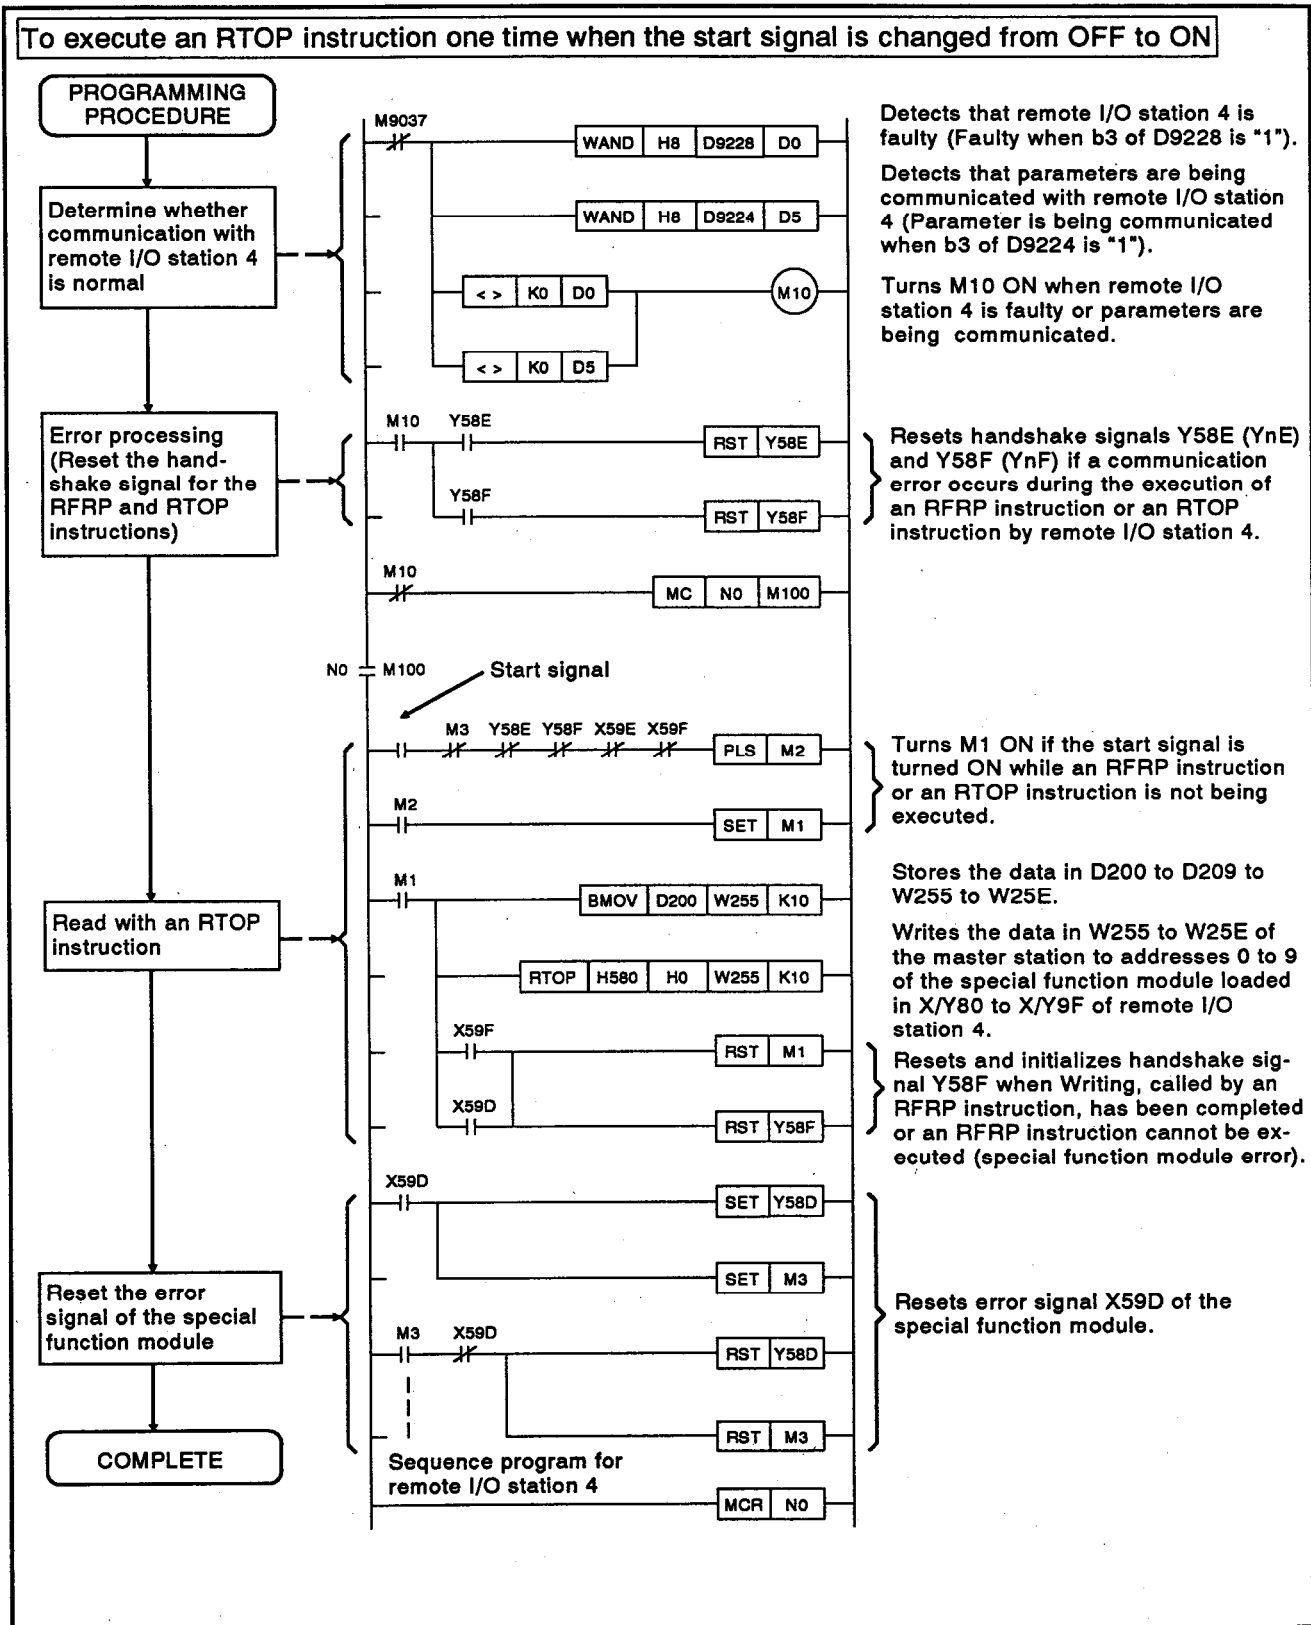 To execute an RTOP instruction one time when the start signal is changed from OFF to ON
PROGRAMMING
PROCEDURE
Determine whether
communication with
remote I/O station 4
is normal
Error processing
(Reset the hand-
shake signal for the
RFRP and RTOP
instructions)
Read with an RTOP
instruction
Reset the error
signal of the special
function module
COMPLETE
M9037
WAND H8 D9228 D0
WAND H8 D9224 D5
< > K0 D0
M10
< > K0 D5
M10 Y58E
RST Y58E
Y58F
RST Y58F
M10
MC N0 M100
N0 M100
Start signal
M3 Y58E Y58F X59E X59F
PLS M2
M2
SET M1
M1
BMOV D200 W255 K10
RTOP H580 H0 W255 K10
X59F
RST M1
X59D
RST Y58F
X59D
SET Y58D
SET M3
M3 X59D
RST Y58D
RST M3
Sequence program for
remote I/O station 4
MCR N0
Detects that remote I/O station 4 is
faulty (Faulty when b3 of D9228 is "1").
Detects that parameters are being
communicated with remote I/O station
4 (Parameter is being communicated
when b3 of D9224 is "1").
Turns M10 ON when remote I/O
station 4 is faulty or parameters are
being communicated.
Resets handshake signals Y58E (YnE)
and Y58F (YnF) if a communication
error occurs during the execution of
an RFRP instruction or an RTOP
instruction by remote I/O station 4.
Turns M1 ON if the start signal is
turned ON while an RFRP instruction
or an RTOP instruction is not being
executed.
Stores the data in D200 to D209 to
W255 to W25E.
Writes the data in W255 to W25E of
the master station to addresses 0 to 9
of the special function module loaded
in X/Y80 to X/Y9F of remote I/O
station 4.
Resets and initializes handshake sig-
nal Y58F when Writing, called by an
RFRP instruction, has been completed
or an RFRP instruction cannot be ex-
ecuted (special function module error).
Resets error signal X59D of the
special function module.